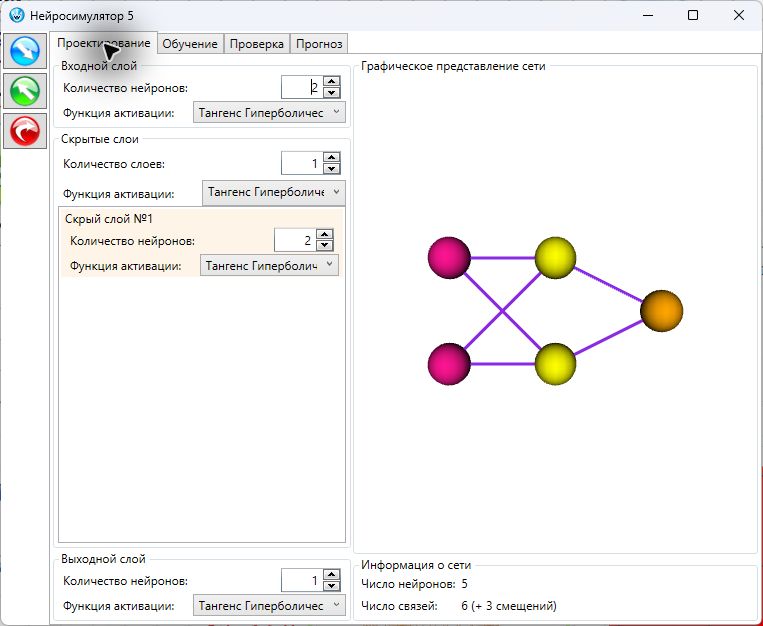 Нейросимулятор 5
Проектирование Обучение Проверка Прогноз
Входной слой
Количество нейронов: 2
Функция активации: Тангенс Гиперболичес
Скрытые слои
Количество слоев: 1
Функция активации: Тангенс Гиперболиче
Скрый слой №1
Количество нейронов: 2
Функция активации: Тангенс Гиперболич
Выходной слой
Количество нейронов: 1
Функция активации: Тангенс Гиперболичес
Графическое представление сети
Информация о сети
Число нейронов: 5
Число связей: 6 (+ 3 смещений)